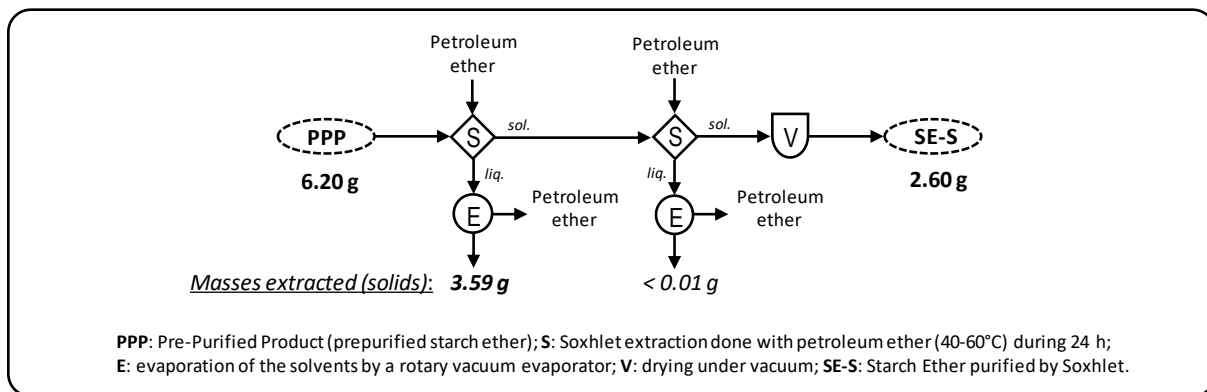 Petroleum
ether
Petroleum
ether
PPP
S
sol.
S
sol.
V
SE-S
6.20 g
liq.
liq.
2.60 g
E
Petroleum
ether
E
Petroleum
ether
Masses extracted (solids): 3.59 g < 0.01 g
PPP: Pre-Purified Product (prepurified starch ether); S: Soxhlet extraction done with petroleum ether (40-60°C) during 24 h;
E: evaporation of the solvents by a rotary vacuum evaporator; V: drying under vacuum; SE-S: Starch Ether purified by Soxhlet.